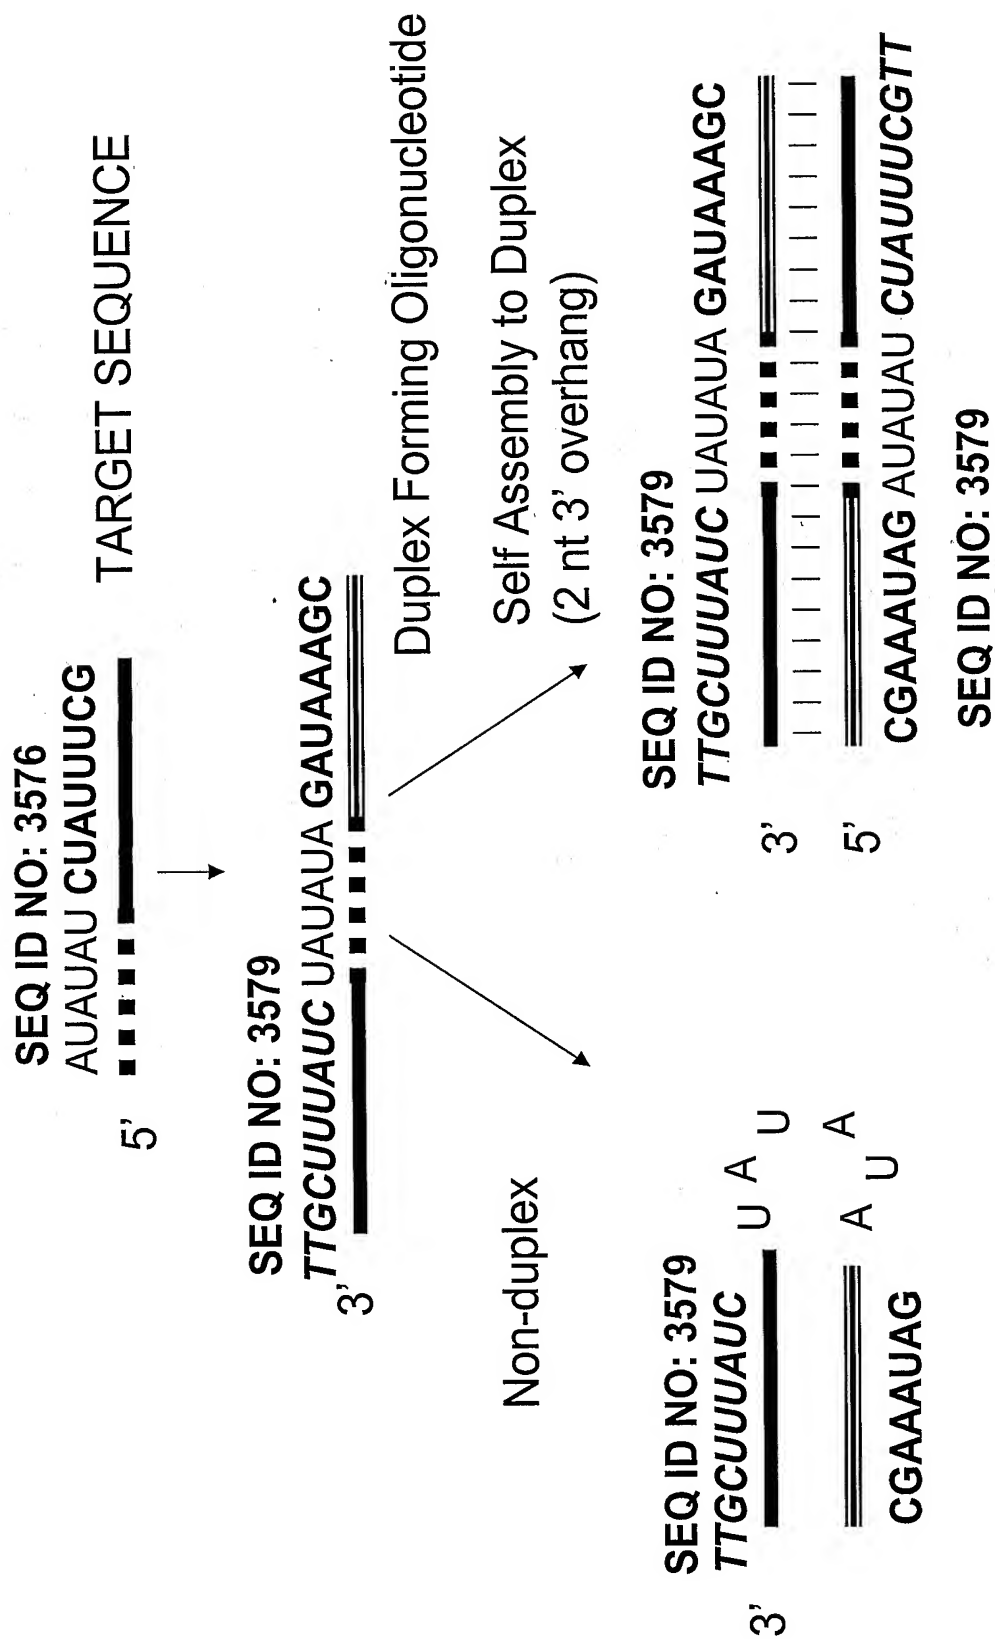 SEQ ID NO: 3576
AUAUAU CUAUUUCG
5'
TARGET SEQUENCE
SEQ ID NO: 3579
TTGCUUUAUC UAUAUA GAUAAAGC
3'
Duplex Forming Oligonucleotide
Non-duplex
Self Assembly to Duplex
(2 nt 3' overhang)
SEQ ID NO: 3579
TTGCUUUAUC
3'
U A U
A U A
CGAAAUAG
SEQ ID NO: 3579
TTGCUUUAUC UAUAUA GAUAAAGC
3'
5'
CGAAAUAG AUAUAU CUAUUUCGTT
SEQ ID NO: 3579